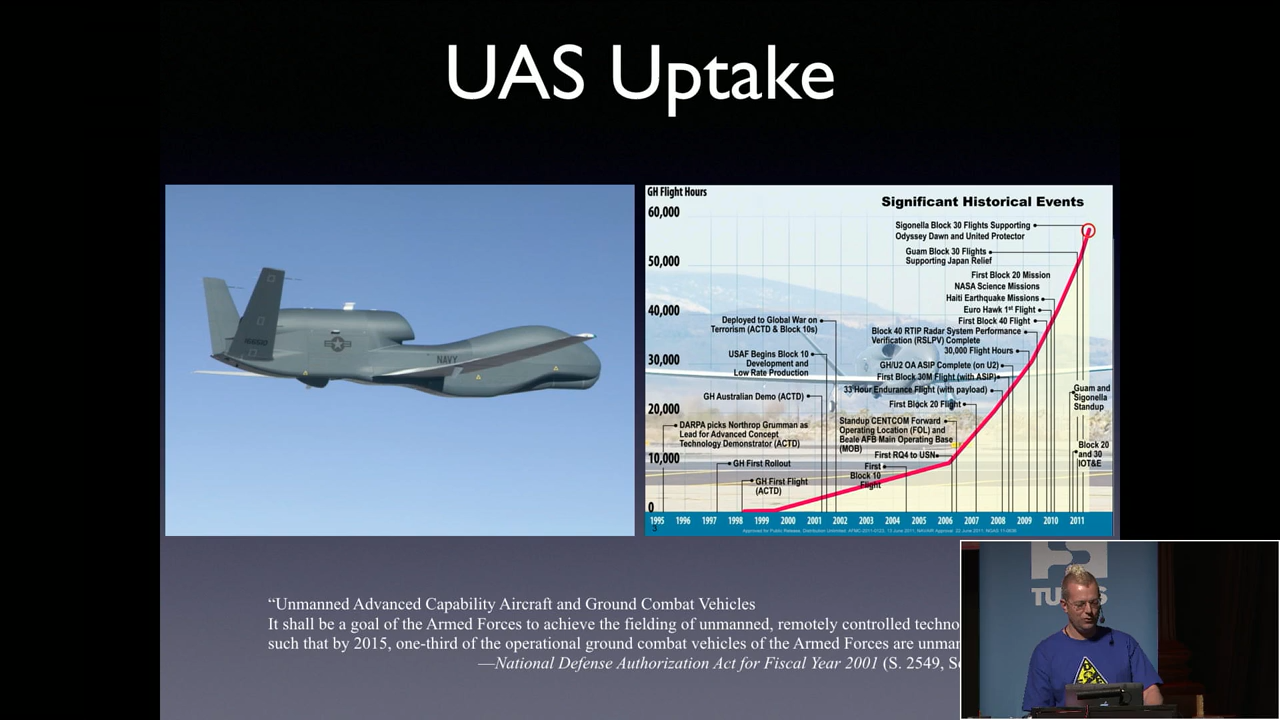 UAS Uptake
NAVY
GH Flight Hours
Significant Historical Events
60,000
50,000
40,000
30,000
20,000
10,000
0
Sigonella Block 30 Flights Supporting
Odyssey Dawn and United Protector
Guam Block 30 Flights
Supporting Japan Relief
First Block 20 Mission
NASA Science Missions
Haiti Earthquake Missions
Euro Hawk 1st Flight
First Block 40 Flight
Block 40 RTIP Radar System Performance
Verification (RSLPV) Complete
30,000 Flight Hours
GH/U2 OA ASIP Complete (on U2)
First Block 30M Flight (with ASIP)
33 Hour Endurance Flight (with payload)
First Block 20 Flight
Standup CENTCOM Forward
Operating Location (FOL) and
Beale AFB Main Operating Base
(MOB)
First RQ4 to USN
First
Block 10
Flight
Deployed to Global War on
Terrorism (ACTD & Block 10s)
USAF Begins Block 10
Development and
Low Rate Production
GH Australian Demo (ACTD)
DARPA picks Northrop Grumman as
Lead for Advanced Concept
Technology Demonstrator (ACTD)
GH First Rollout
GH First Flight
(ACTD)
Guam and
Sigonella
Standup
Block 20
and 30
IOT&E
1995 1996 1997 1998 1999 2000 2001 2002 2003 2004 2005 2006 2007 2008 2009 2010 2011
“Unmanned Advanced Capability Aircraft and Ground Combat Vehicles
It shall be a goal of the Armed Forces to achieve the fielding of unmanned, remotely controlled techno
such that by 2015, one-third of the operational ground combat vehicles of the Armed Forces are unman
—National Defense Authorization Act for Fiscal Year 2001 (S. 2549, Se